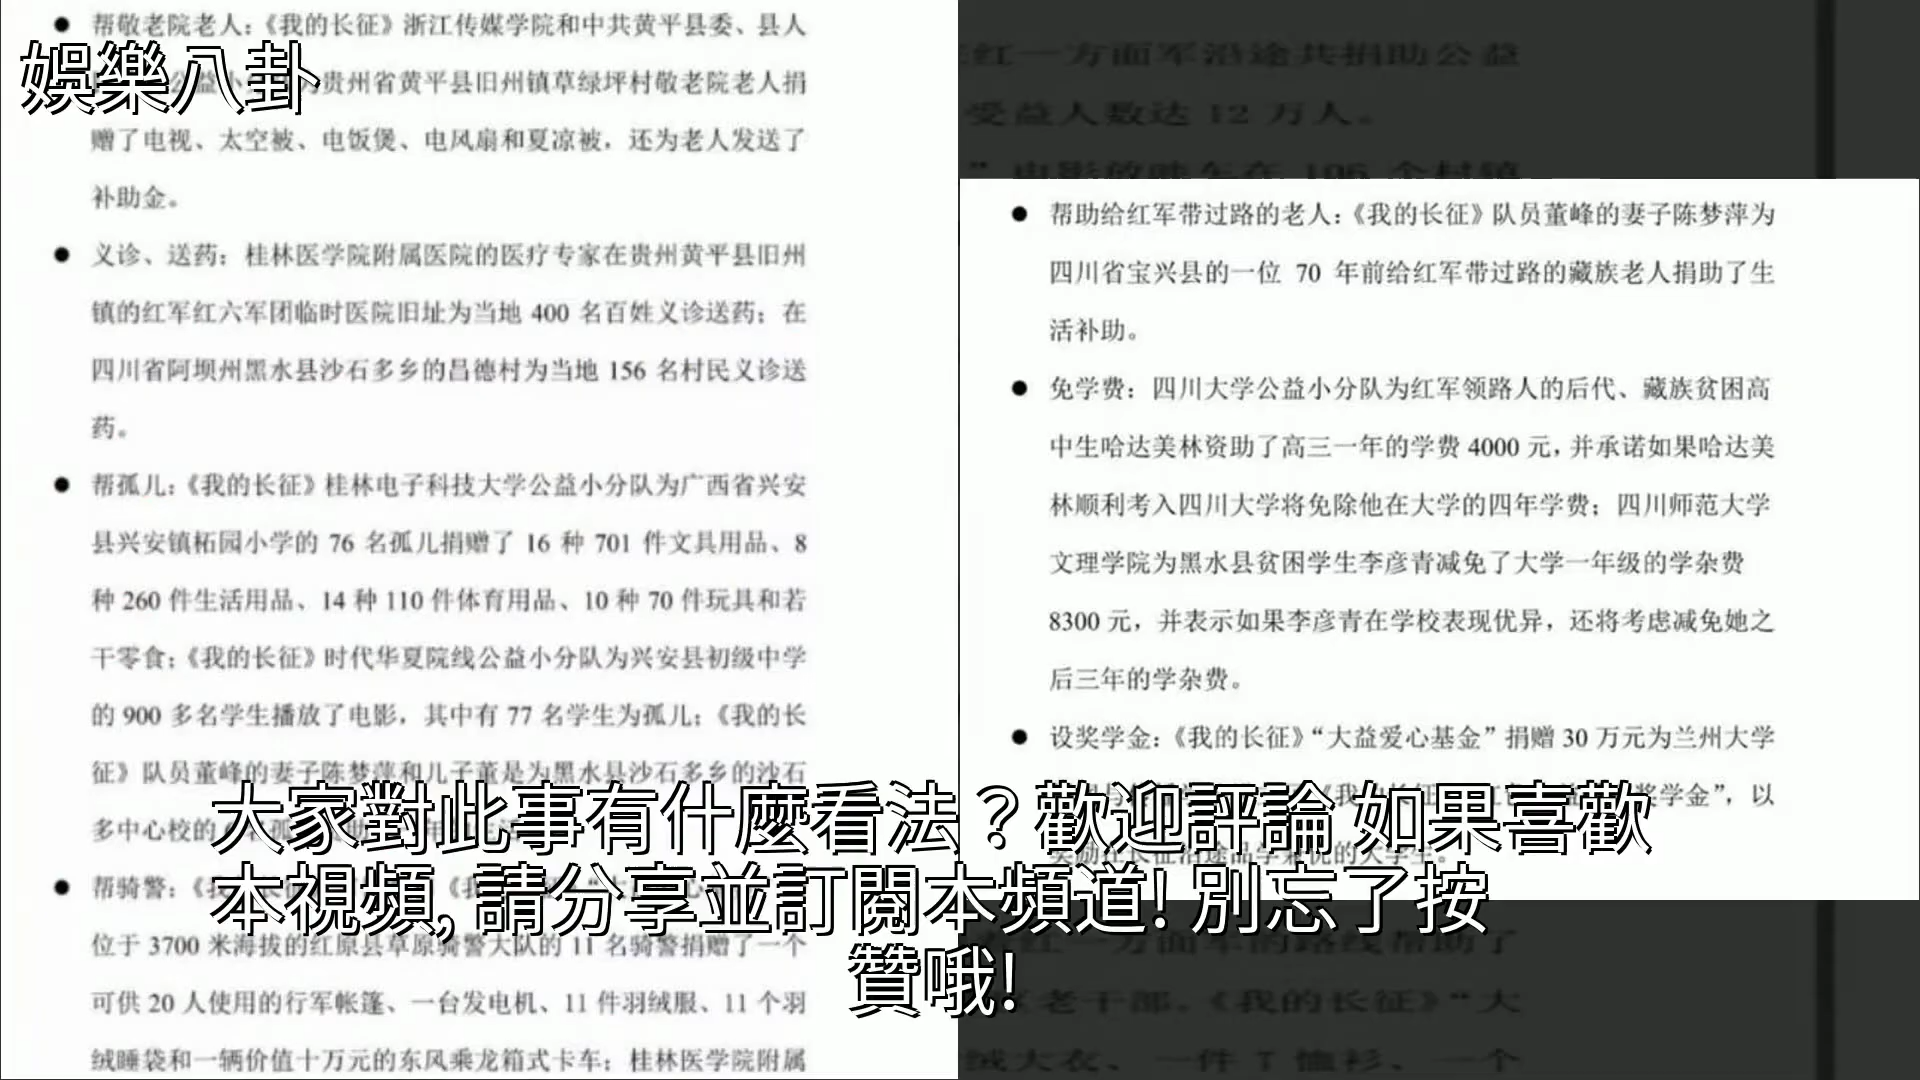 娛樂八卦
帮敬老院老人:《我的长征》浙江传媒学院和中共黄平县委、县人
贵州省黄平县旧州镇草绿坪村敬老院老人捐
赠了电视、太空被、电饭煲、电风扇和夏凉被，还为老人发送了
补助金。
义诊、送药：桂林医学院附属医院的医疗专家在贵州黄平县旧州
镇的红军红六军团临时医院旧址为当地 400 名百姓义诊送药；在
四川省阿坝州黑水县沙石多乡的昌德村为当地 156 名村民义诊送
药。
帮孤儿:《我的长征》桂林电子科技大学公益小分队为广西省兴安
县兴安镇柘园小学的 76 名孤儿捐赠了 16 种 701 件文具用品、8
种 260 件生活用品、14 种 110 件体育用品、10 种 70 件玩具和若
干零食;《我的长征》时代华夏院线公益小分队为兴安县初级中学
的 900 多名学生播放了电影，其中有 77 名学生为孤儿;《我的长
征》队员董峰的妻子陈梦萍和儿子董是为黑水县沙石多乡的沙石
多中心校的
帮骑警:
位于 3700 米海拔的红原县草原骑警大队的 11 名骑警捐赠了一个
可供 20 人使用的行军帐篷、一台发电机、11 件羽绒服、11 个羽
绒睡袋和一辆价值十万元的东风乘龙箱式卡车；桂林医学院附属
红一方面军沿途共捐助公益
受益人数达 12 万人。
帮助给红军带过路的老人:《我的长征》队员董峰的妻子陈梦萍为
四川省宝兴县的一位 70 年前给红军带过路的藏族老人捐助了生
活补助。
免学费：四川大学公益小分队为红军领路人的后代、藏族贫困高
中生哈达美林资助了高三一年的学费 4000 元，并承诺如果哈达美
林顺利考入四川大学将免除他在大学的四年学费；四川师范大学
文理学院为黑水县贫困学生李彦青减免了大学一年级的学杂费
8300 元，并表示如果李彦青在学校表现优异，还将考虑减免她之
后三年的学杂费。
设奖学金:《我的长征》“大益爱心基金”捐赠 30 万元为兰州大学
奖学金”，以
老干部。《我的长征》“大
绒大衣、一件 T 恤衫、一个
大家對此事有什麼看法？歡迎評論 如果喜歡
本視頻, 請分享並訂閱本頻道! 別忘了按
贊哦!